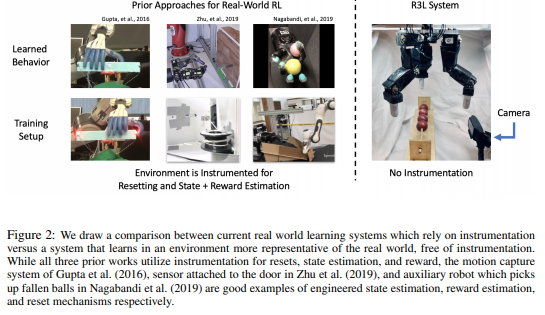 Prior Approaches for Real-World RL
R3L System
Gupta, et al., 2016
Zhu, et al., 2019
Nagabandi, et al., 2019
Learned
Behavior
Training
Setup
Camera
Environment is Instrumented for
Resetting and State + Reward Estimation
No Instrumentation
Figure 2: We draw a comparison between current real world learning systems which rely on instrumentation
versus a system that learns in an environment more representative of the real world, free of instrumentation.
While all three prior works utilize instrumentation for resets, state estimation, and reward, the motion capture
system of Gupta et al. (2016), sensor attached to the door in Zhu et al. (2019), and auxiliary robot which picks
up fallen balls in Nagabandi et al. (2019) are good examples of engineered state estimation, reward estimation,
and reset mechanisms respectively.